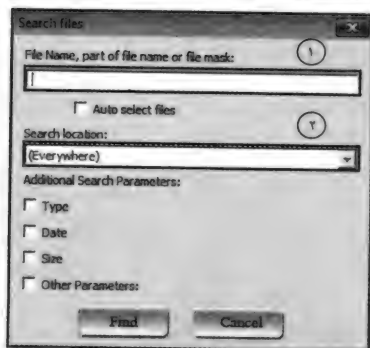 Search files
File Name, part of file name or file mask:
١
Auto select files
Search location:
٢
(Everywhere)
Additional Search Parameters:
Type
Date
Size
Other Parameters:
Find
Cancel